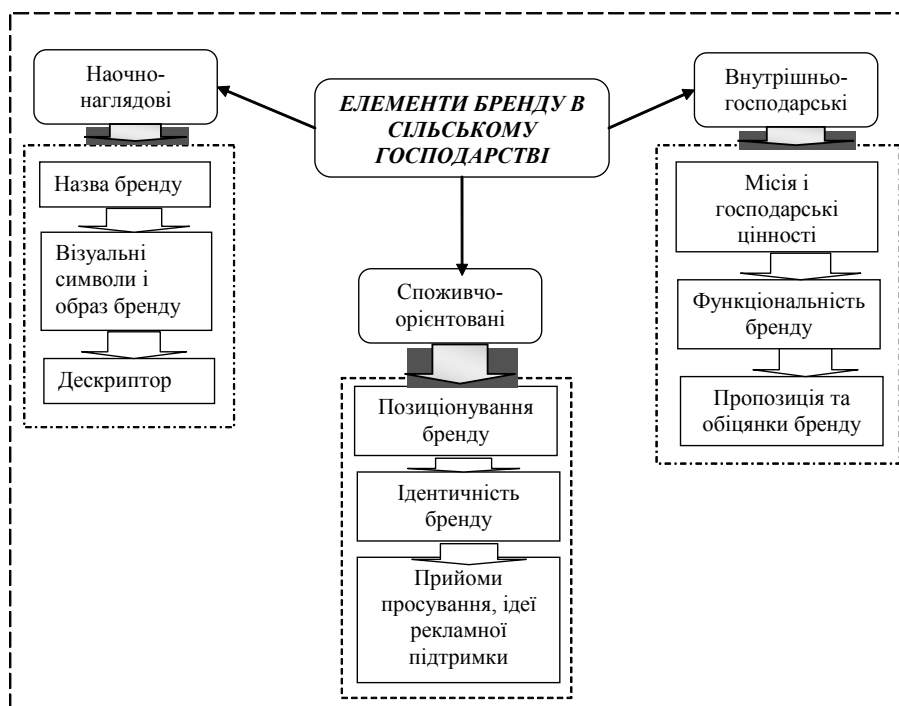 Наочно-
наглядові
ЕЛЕМЕНТИ БРЕНДУ В
СІЛЬСЬКОМУ
ГОСПОДАРСТВІ
Внутрішньо-
господарські
Назва бренду
Візуальні
символи і
образ бренду
Дескриптор
Споживчо-
орієнтовані
Позиціонування
бренду
Ідентичність
бренду
Прийоми
просування, ідеї
рекламної
підтримки
Місія і
господарські
цінності
Функціональність
бренду
Пропозиція та
обіцянки бренду